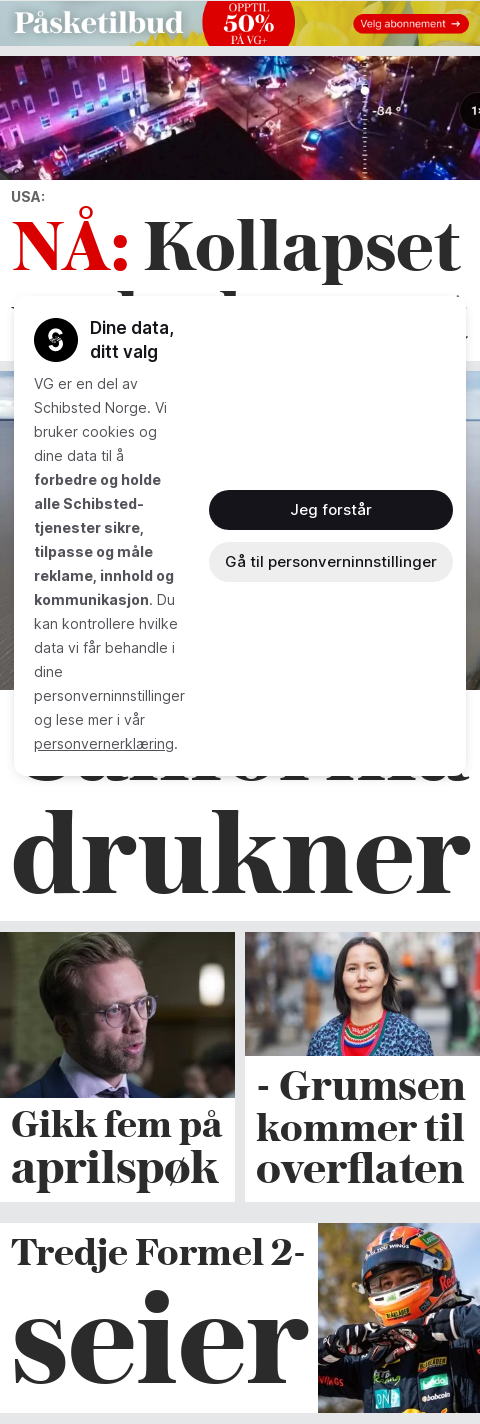 Påsketilbud
OPPTIL
50%
PÅ VG+
Velg abonnement →
-34 °
USA:
NÅ: Kollapset
Dine data,
ditt valg
VG er en del av
Schibsted Norge. Vi
bruker cookies og
dine data til å
forbedre og holde
alle Schibsted-
tjenester sikre,
tilpasse og måle
reklame, innhold og
kommunikasjon. Du
kan kontrollere hvilke
data vi får behandle i
dine
personverninnstillinger
og lese mer i vår
personvernerklæring.
Jeg forstår
Gå til personverninnstillinger
drukner
Gikk fem på
aprilspøk
- Grumsen
kommer til
overflaten
Tredje Formel 2-
seier